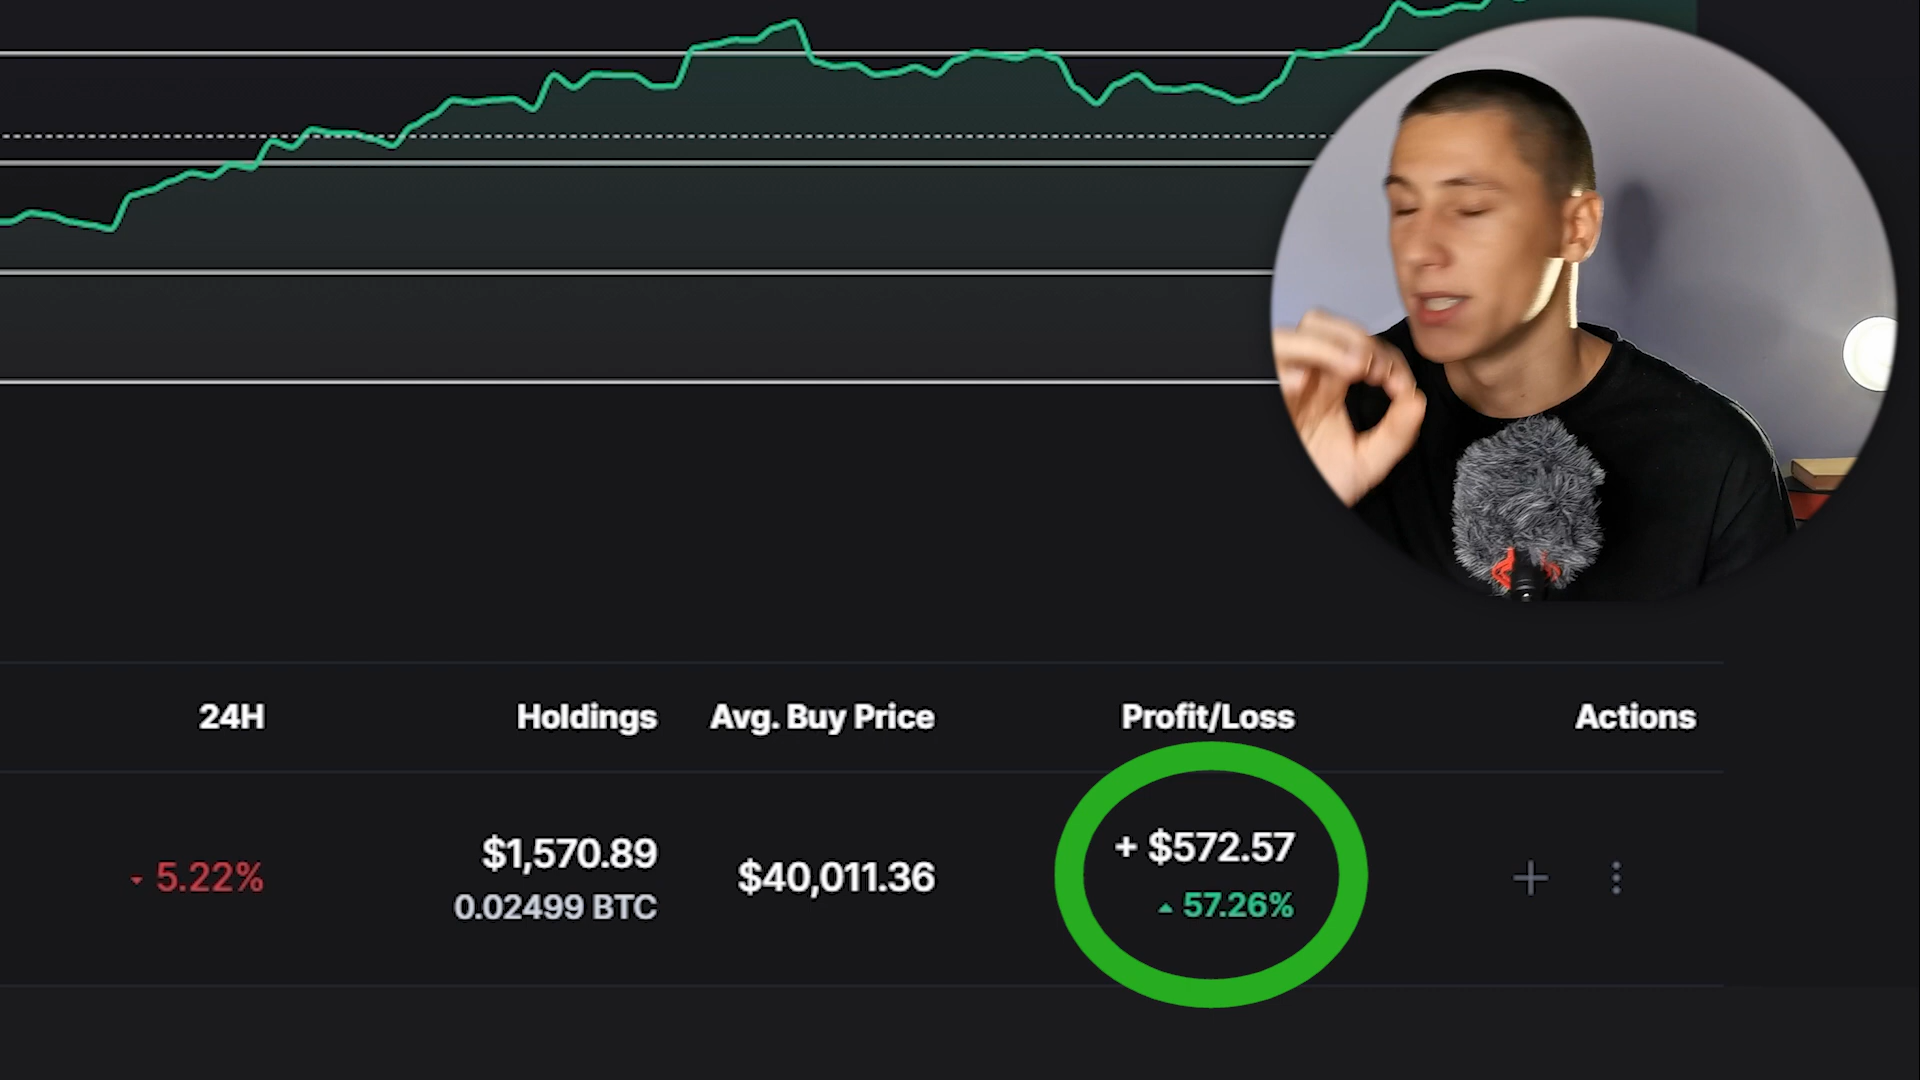 24H Holdings Avg. Buy Price Profit/Loss Actions
5.22% $1,570.89 $40,011.36 + $572.57
0.02499 BTC 57.26%